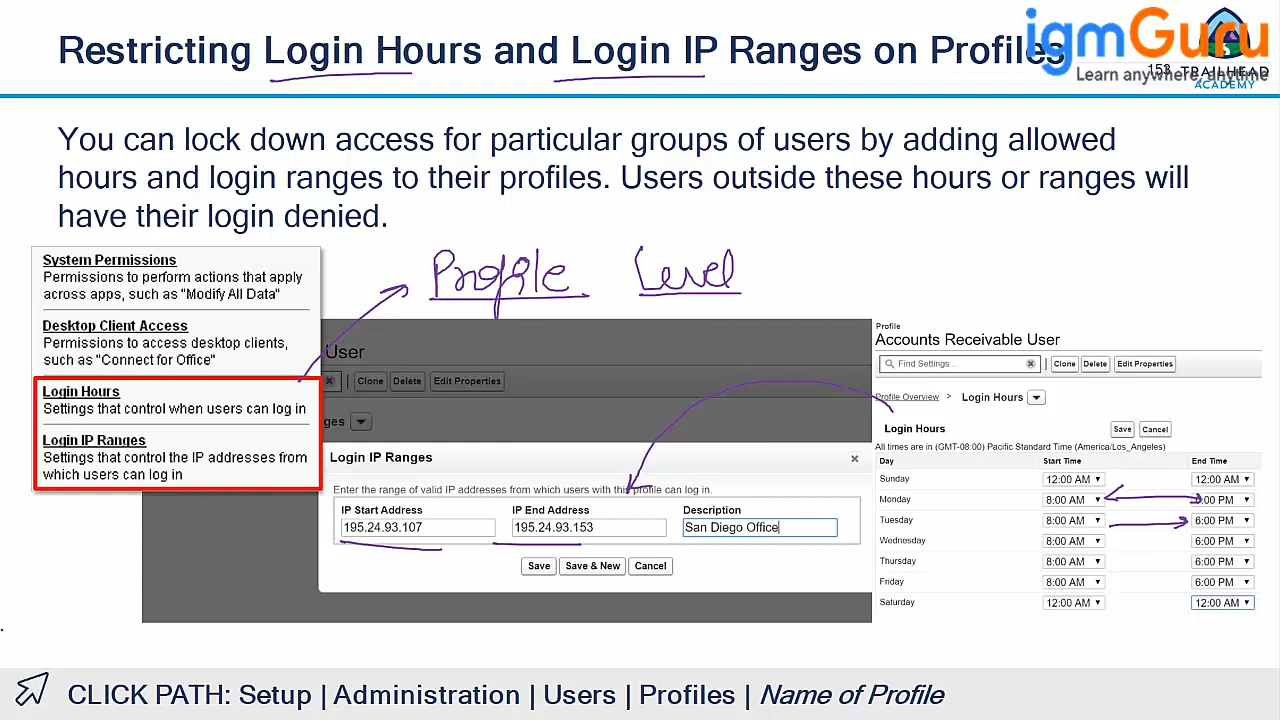 Restricting Login Hours and Login IP Ranges on Profiles
igmGuru
Learn anywhere, anytime
153 TRAILHEAD
ACADEMY
You can lock down access for particular groups of users by adding allowed
hours and login ranges to their profiles. Users outside these hours or ranges will
have their login denied.
System Permissions
Permissions to perform actions that apply
across apps, such as "Modify All Data"
Desktop Client Access
Permissions to access desktop clients,
such as "Connect for Office"
Login Hours
Settings that control when users can log in
Login IP Ranges
Settings that control the IP addresses from
which users can log in
Profile Level
User
Clone Delete Edit Properties
nges
Login IP Ranges
Enter the range of valid IP addresses from which users with this profile can log in.
IP Start Address IP End Address Description
195.24.93.107 195.24.93.153 San Diego Office
Save Save & New Cancel
Profile
Accounts Receivable User
Find Settings... Clone Delete Edit Properties
Profile Overview > Login Hours
Login Hours Save Cancel
All times are in (GMT-08:00) Pacific Standard Time (America/Los_Angeles)
Day Start Time End Time
Sunday 12:00 AM 12:00 AM
Monday 8:00 AM 6:00 PM
Tuesday 8:00 AM 6:00 PM
Wednesday 8:00 AM 6:00 PM
Thursday 8:00 AM 6:00 PM
Friday 8:00 AM 6:00 PM
Saturday 12:00 AM 12:00 AM
CLICK PATH: Setup | Administration | Users | Profiles | Name of Profile